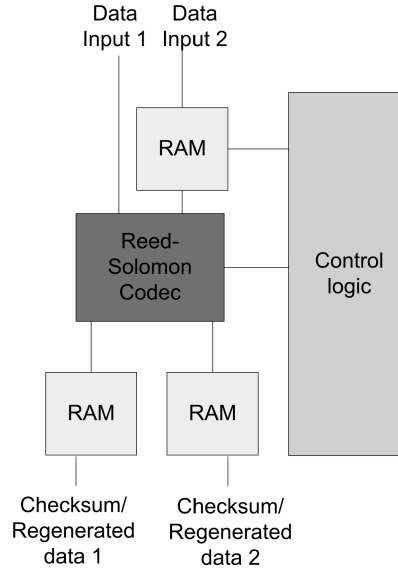 Data
Input 1
Data
Input 2
RAM
Reed-
Solomon
Codec
Control
logic
RAM
RAM
Checksum/
Regenerated
data 1
Checksum/
Regenerated
data 2